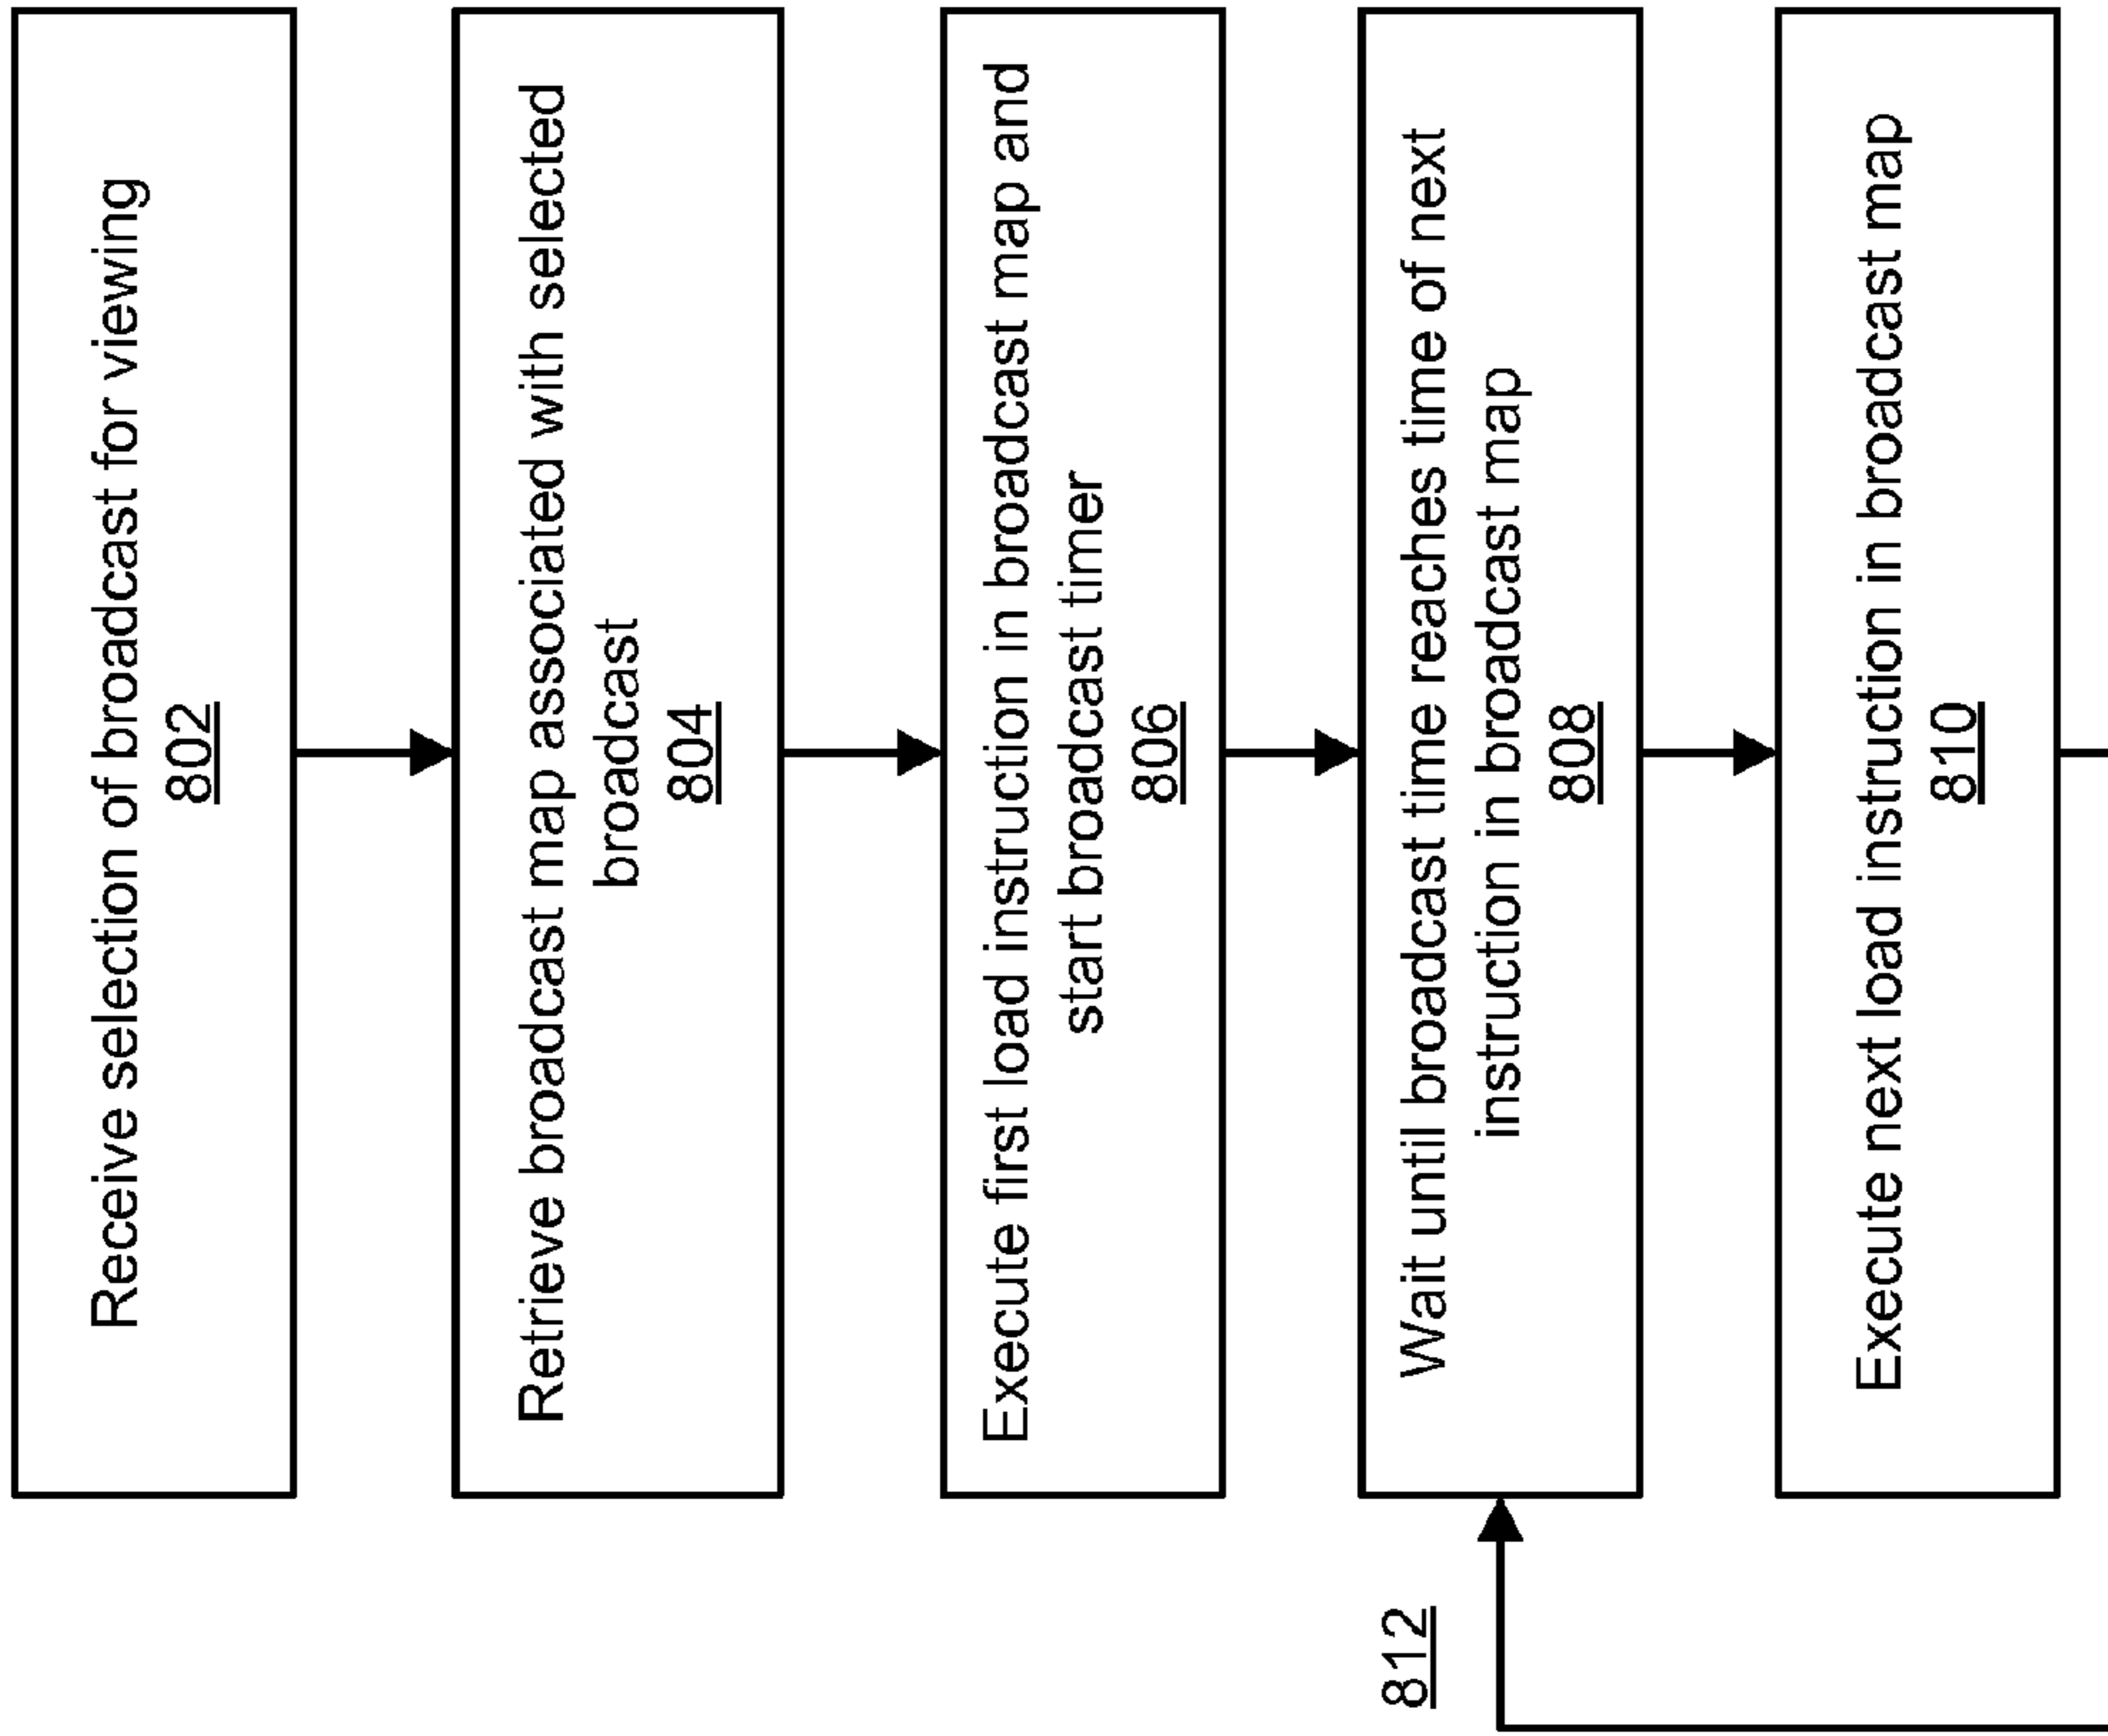 Receive selection of broadcast for viewing
802
Retrieve broadcast map associated with selected
broadcast
804
Execute first load instruction in broadcast map and
start broadcast timer
806
Wait until broadcast time reaches time of next
instruction in broadcast map
808
812
Execute next load instruction in broadcast map
810